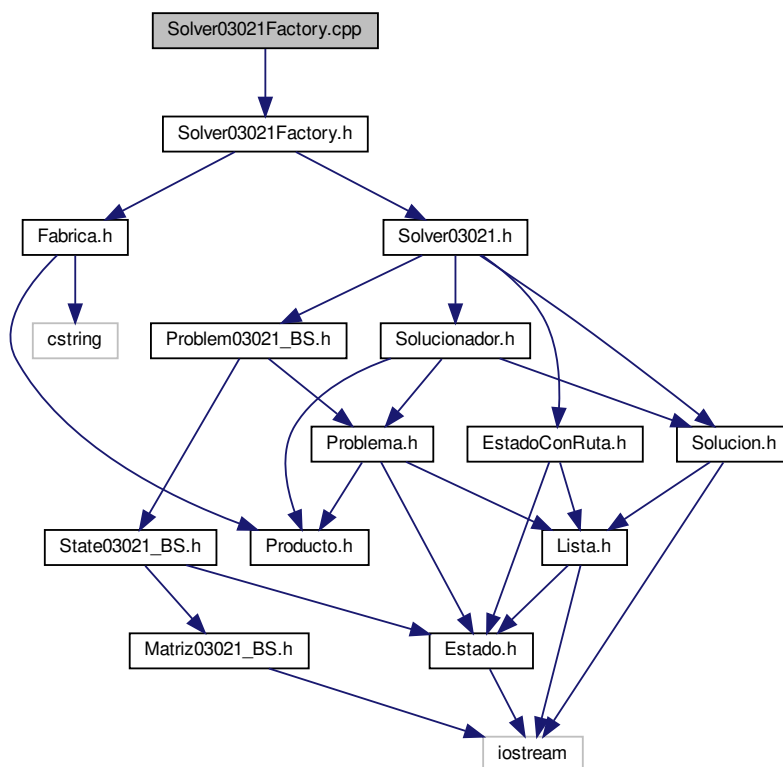 Solver03021Factory.cpp
Solver03021Factory.h
Fabrica.h
Solver03021.h
cstring
Problem03021_BS.h
Solucionador.h
Problema.h
EstadoConRuta.h
Solucion.h
State03021_BS.h
Producto.h
Lista.h
Matriz03021_BS.h
Estado.h
iostream